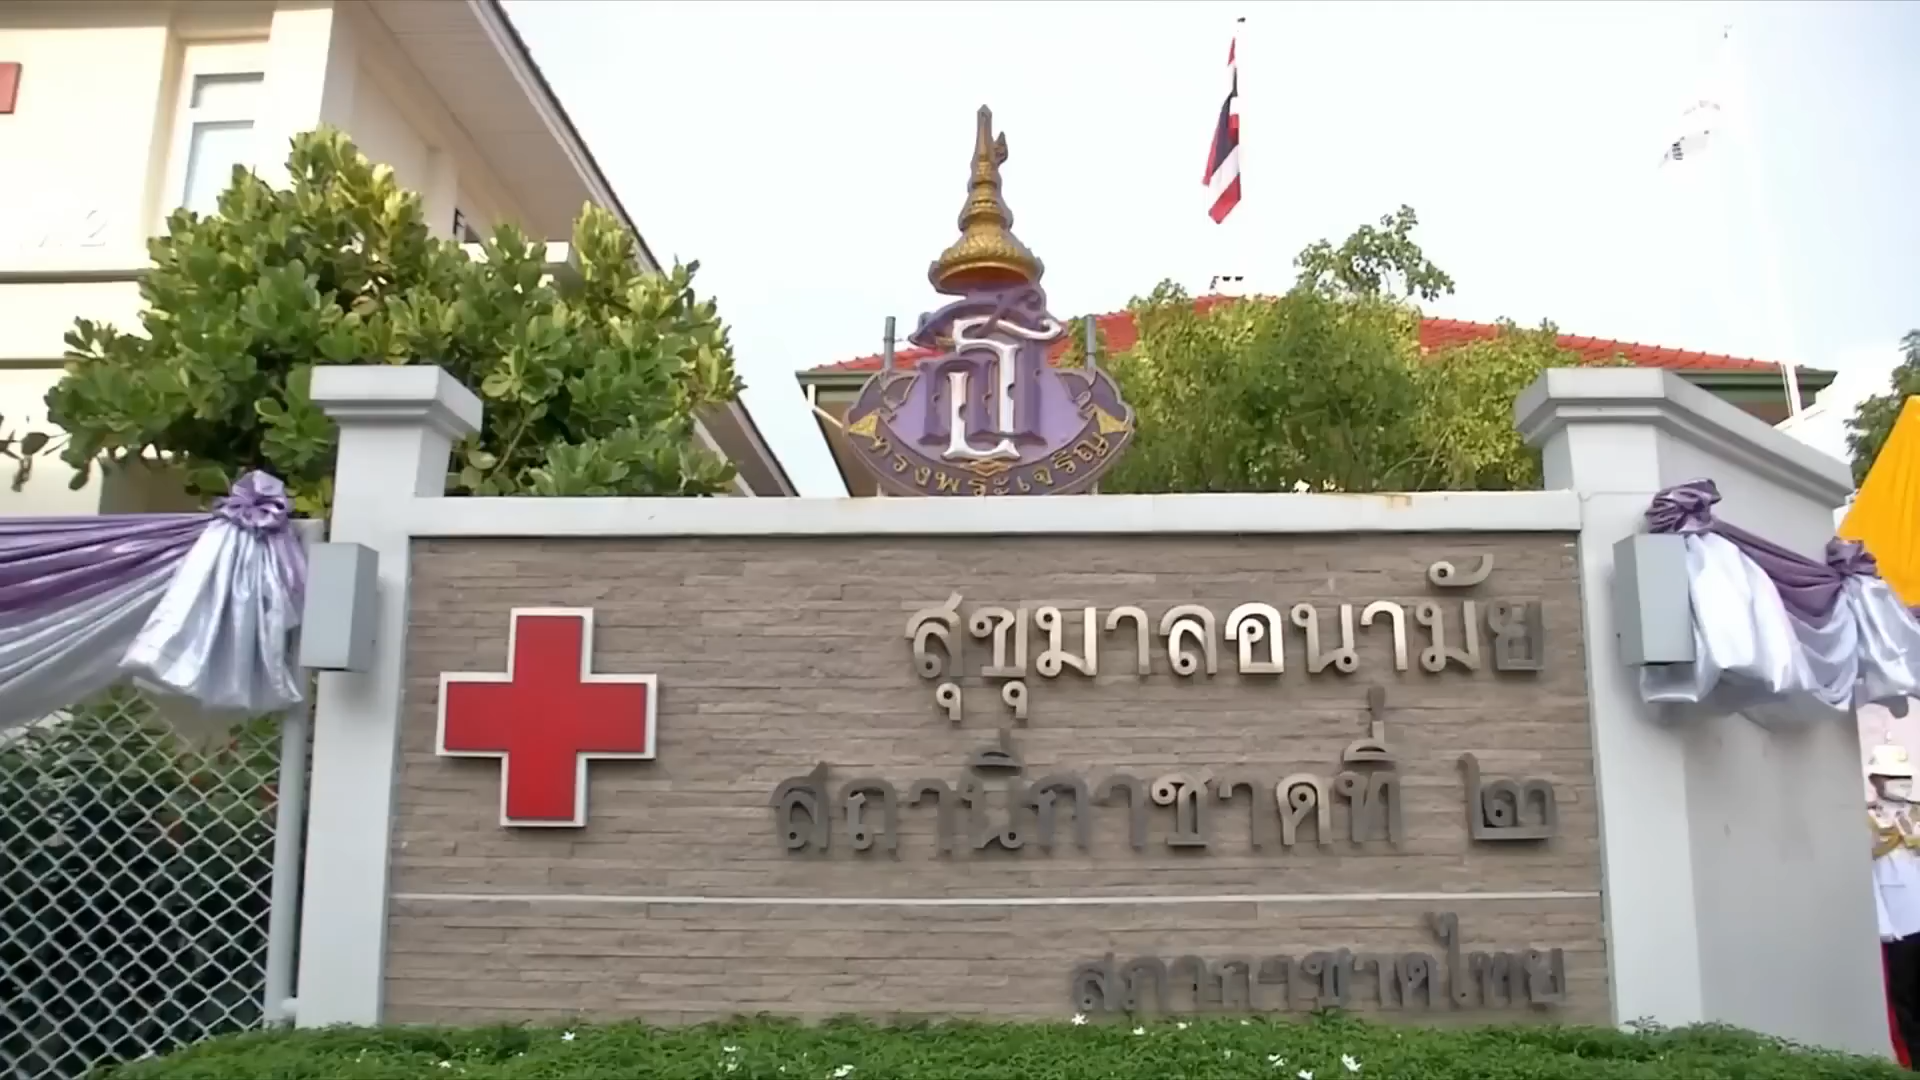 ทรงพระเจริญ
สุขุมาลอนามัย
สถานีกาชาดที่ ๒
สภากาชาดไทย